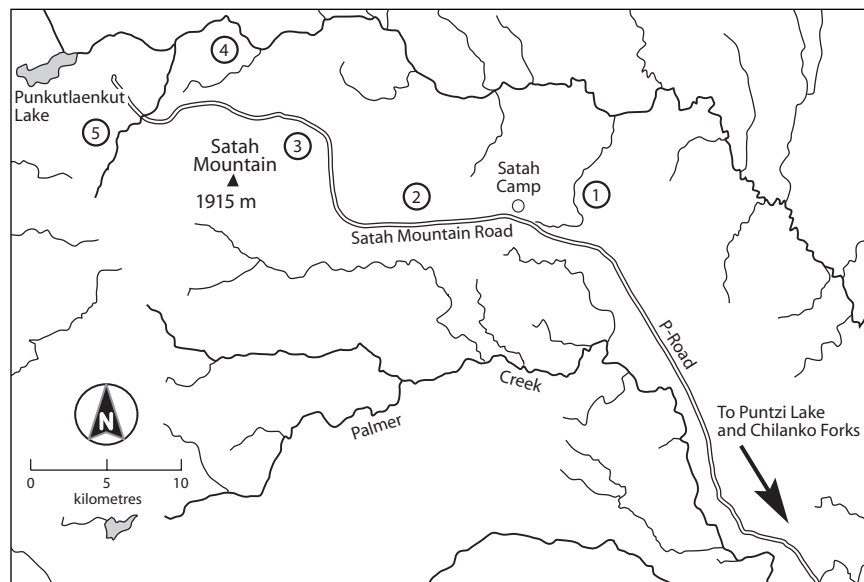 4
Punkutlaenkut
Lake
5
3
Satah
Mountain
1915 m
Satah
Camp
1
2
Satah Mountain Road
P-Road
Creek
Palmer
N
To Puntzi Lake
and Chilanko Forks
0 5 10
kilometres